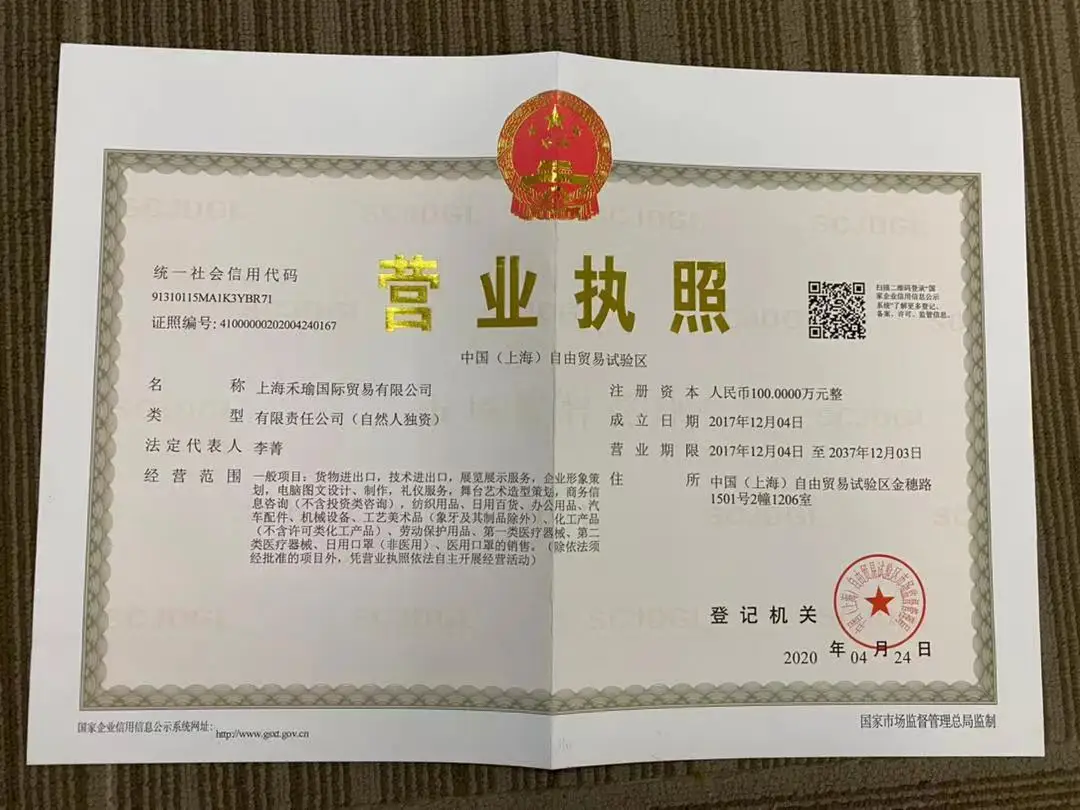 营业执照
统一社会信用代码
91310115MA1K3YBR71
证照编号:41000000202004240167
扫描二维码登录“国
家企业信用信息公示
系统”了解更多登记、
备案、许可、监管信息。
中国（上海）自由贸易试验区
名称 上海禾瑜国际贸易有限公司
类型 有限责任公司（自然人独资）
法定代表人 李菁
经营范围 一般项目：货物进出口，技术进出口，展览展示服务，企业形象策
划，电脑图文设计、制作，礼仪服务，舞台艺术造型策划，商务信
息咨询（不含投资类咨询），纺织用品、日用百货、办公用品、汽
车配件、机械设备、工艺美术品（象牙及其制品除外）、化工产品
（不含许可类化工产品）、劳动保护用品、第一类医疗器械、第二
类医疗器械、日用口罩（非医用）、医用口罩的销售。（除依法须
经批准的项目外，凭营业执照依法自主开展经营活动）
注册资本 人民币100.0000万元整
成立日期 2017年12月04日
营业期限 2017年12月04日 至 2037年12月03日
住所 中国（上海）自由贸易试验区金穗路
1501号2幢1206室
登记机关
2020 年 04 月 24 日
国家企业信用信息公示系统网址：http://www.gsxt.gov.cn
国家市场监督管理总局监制